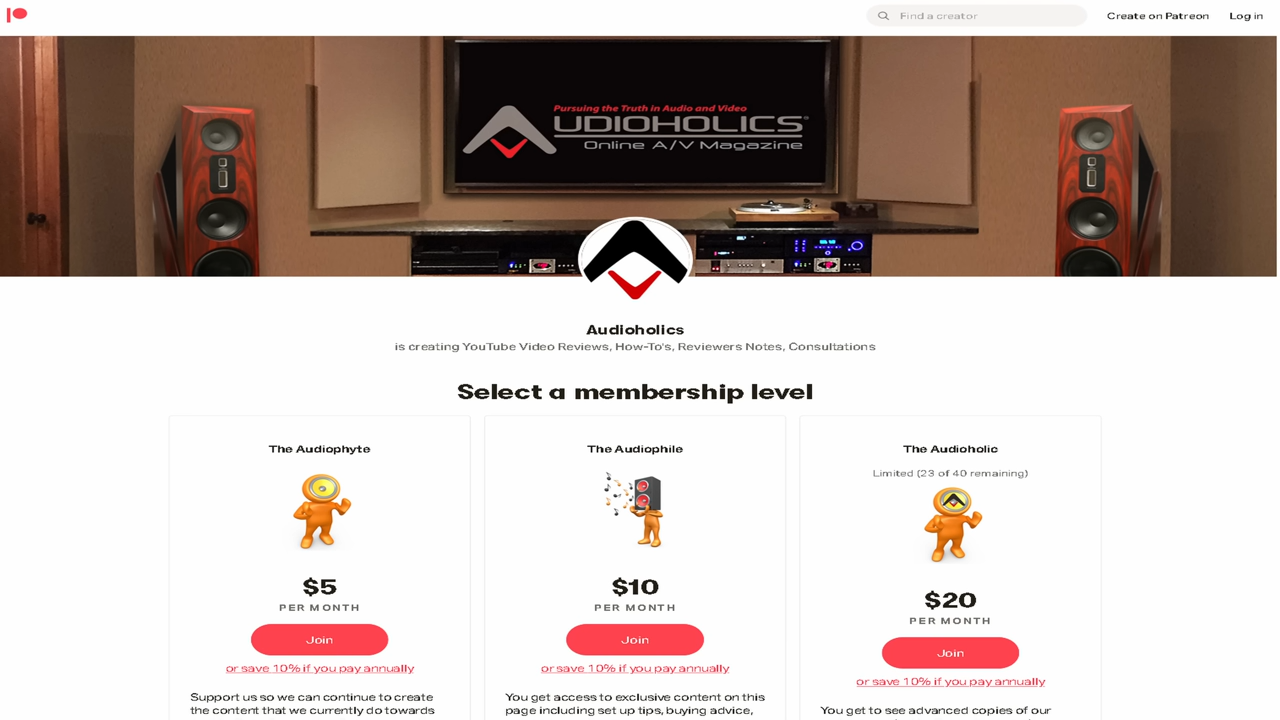 Find a creator
Create on Patreon
Log in
Pursuing the Truth in Audio and Video
UDIOHOLICS
Online A/V Magazine
Audioholics
is creating YouTube Video Reviews, How-To's, Reviewers Notes, Consultations
Select a membership level
The Audiophyte
$5
PER MONTH
Join
or save 10% if you pay annually
Support us so we can continue to create
the content that we currently do towards
The Audiophile
$10
PER MONTH
Join
or save 10% if you pay annually
You get access to exclusive content on this
page including set up tips, buying advice,
The Audioholic
Limited (23 of 40 remaining)
$20
PER MONTH
Join
or save 10% if you pay annually
You get to see advanced copies of our